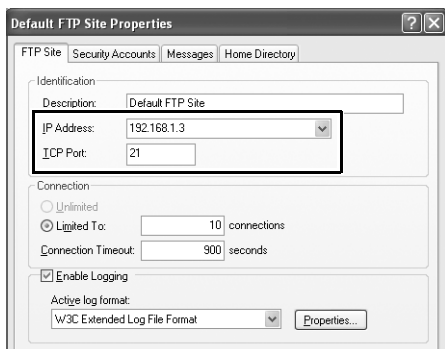 Default FTP Site Properties
FTP Site Security Accounts Messages Home Directory
Identification
Description: Default FTP Site
IP Address: 192.168.1.3
TCP Port: 21
Connection
Unlimited
Limited To: 10 connections
Connection Timeout: 900 seconds
Enable Logging
Active log format:
W3C Extended Log File Format Properties...